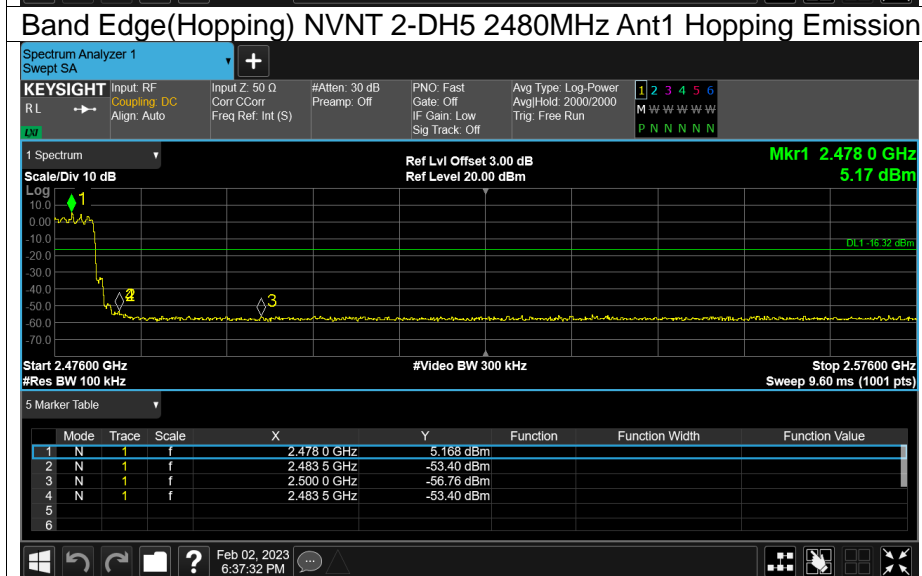 Band Edge(Hopping) NVNT 2-DH5 2480MHz Ant1 Hopping Emission
Spectrum Analyzer 1
Swept SA
+
KEYSIGHT Input: RF Input Z: 50 Ω #Atten: 30 dB PNO: Fast Avg Type: Log-Power 1 2 3 4 5 6
R L Coupling: DC Corr CCorr Preamp: Off Gate: Off Avg|Hold: 2000/2000 M W W W W W
Align: Auto Freq Ref: Int (S) IF Gain: Low Trig: Free Run
LXI Sig Track: Off P N N N N N
1 Spectrum Ref Lvl Offset 3.00 dB Mkr1 2.478 0 GHz
Scale/Div 10 dB Ref Level 20.00 dBm 5.17 dBm
Log
10.0
0.00
-10.0
-20.0
-30.0
-40.0
-50.0
-60.0
-70.0
1
2
3
DL1 -16.32 dBm
Start 2.47600 GHz #Video BW 300 kHz Stop 2.57600 GHz
#Res BW 100 kHz Sweep 9.60 ms (1001 pts)
5 Marker Table
Mode Trace Scale X Y Function Function Width Function Value
1 N 1 f 2.478 0 GHz 5.168 dBm
2 N 1 f 2.483 5 GHz -53.40 dBm
3 N 1 f 2.500 0 GHz -56.76 dBm
4 N 1 f 2.483 5 GHz -53.40 dBm
5
6
? Feb 02, 2023
6:37:32 PM